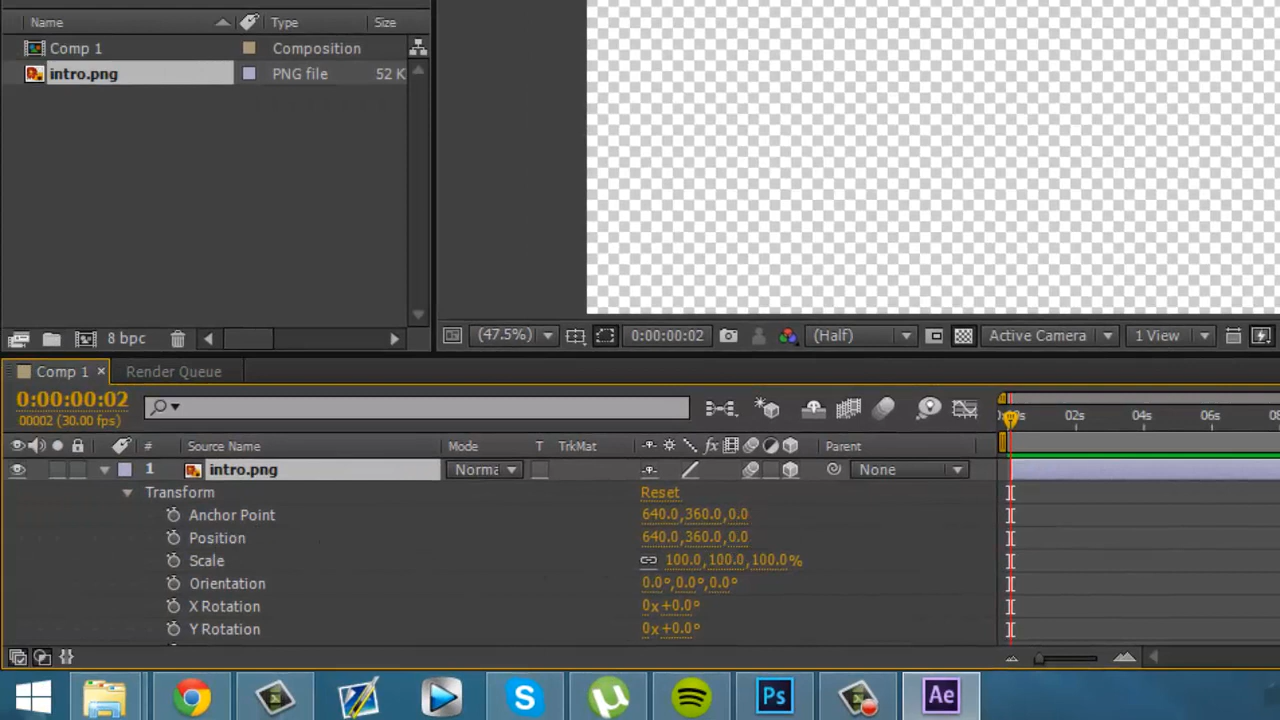 Name Type Size
Comp 1 Composition
intro.png PNG file 52 K
8 bpc
(47.5%) 0:00:00:02 (Half) Active Camera 1 View
Comp 1 × Render Queue
0:00:00:02
00002 (30.00 fps)
02s 04s 06s
# Source Name Mode T TrkMat fx Parent
1 intro.png Norma None
Transform Reset
Anchor Point 640.0,360.0,0.0
Position 640.0,360.0,0.0
Scale 100.0,100.0,100.0%
Orientation 0.0°,0.0°,0.0°
X Rotation 0x+0.0°
Y Rotation 0x+0.0°
S µ Ps Ae